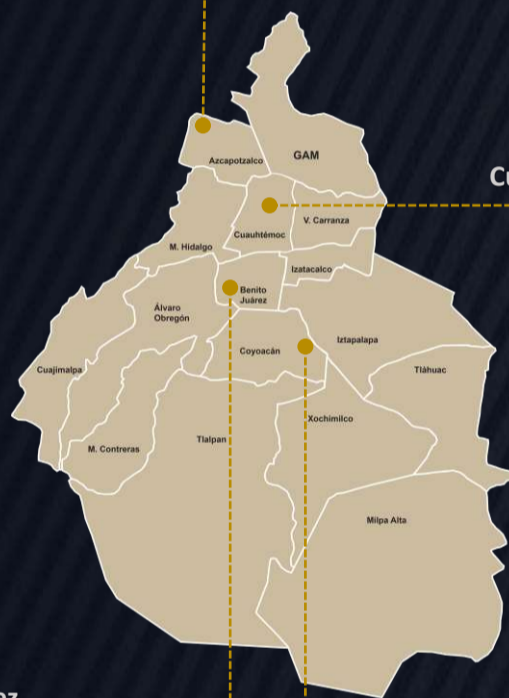 GAM
Azcapotzalco
Cu
V. Carranza
Cuauhtémoc
M. Hidalgo
Izatacalco
Benito
Juárez
Álvaro
Obregón
Iztapalapa
Coyoacán
Cuajimalpa
Tláhuac
Xochimilco
Tlalpan
M. Contreras
Milpa Alta